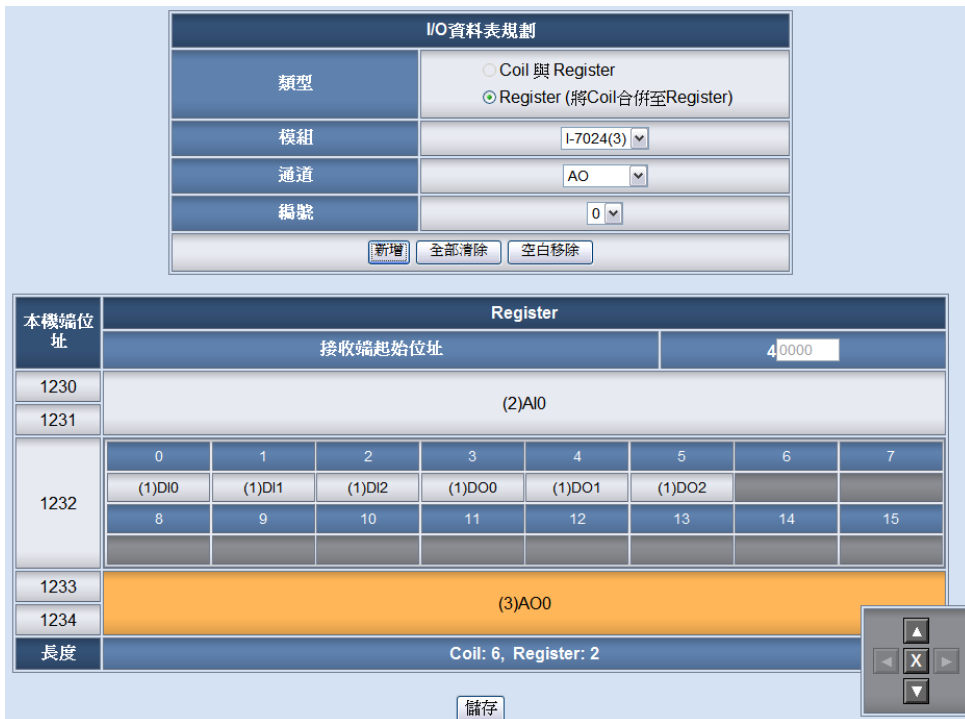 I/O資料表規劃
類型
Coil 與 Register
Register (將Coil合併至Register)
模組
I-7024(3)
通道
AO
編號
0
新增 全部清除 空白移除
本機端位址
Register
接收端起始位址
40000
1230
1231
(2)AI0
1232
0 1 2 3 4 5 6 7
(1)DI0 (1)DI1 (1)DI2 (1)DO0 (1)DO1 (1)DO2
8 9 10 11 12 13 14 15
1233
1234
(3)AO0
長度
Coil: 6, Register: 2
X
儲存